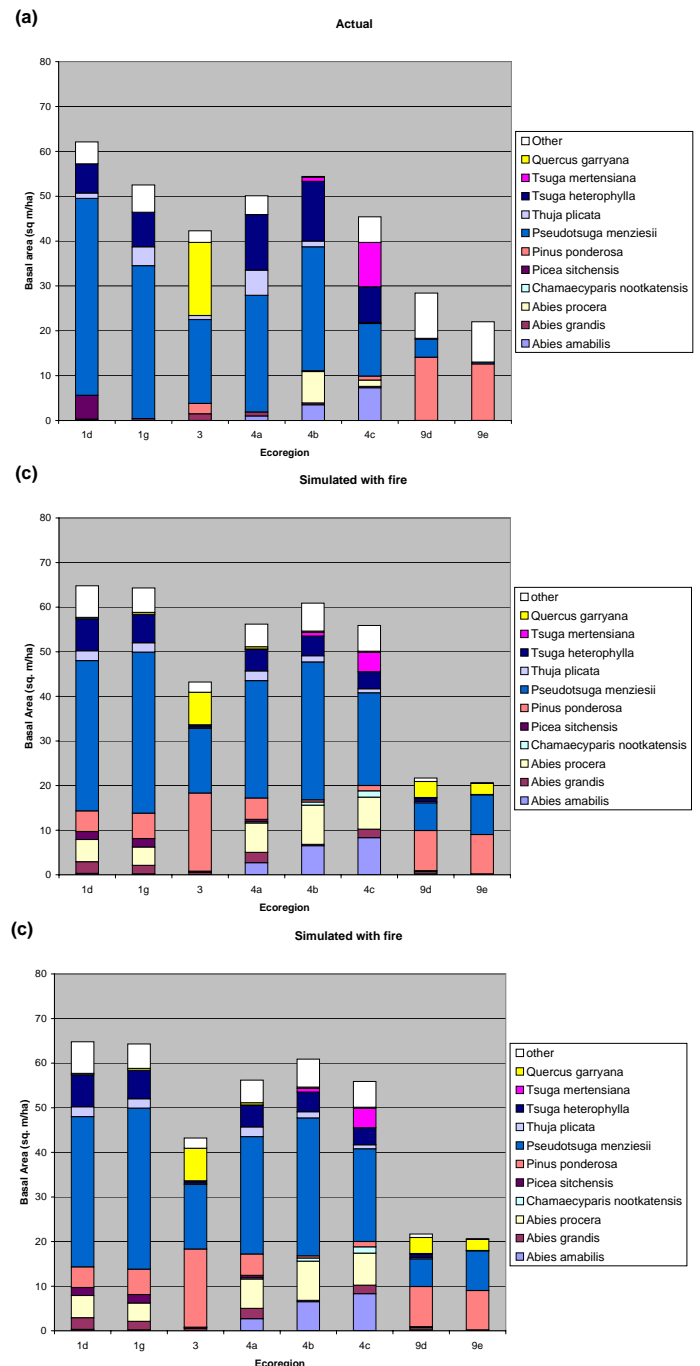 (a)
Actual
80
70
60
50
40
30
20
10
0
Basal area (sq m/ha)
1d 1g 3 4a 4b 4c 9d 9e
Ecoregion
Other
Quercus garryana
Tsuga mertensiana
Tsuga heterophylla
Thuja plicata
Pseudotsuga menziesii
Pinus ponderosa
Picea sitchensis
Chamaecyparis nootkatensis
Abies procera
Abies grandis
Abies amabilis
(c)
Simulated with fire
80
70
60
50
40
30
20
10
0
Basal Area (sq. m/ha)
1d 1g 3 4a 4b 4c 9d 9e
Ecoregion
other
Quercus garryana
Tsuga mertensiana
Tsuga heterophylla
Thuja plicata
Pseudotsuga menziesii
Pinus ponderosa
Picea sitchensis
Chamaecyparis nootkatensis
Abies procera
Abies grandis
Abies amabilis
(c)
Simulated with fire
80
70
60
50
40
30
20
10
0
Basal Area (sq. m/ha)
1d 1g 3 4a 4b 4c 9d 9e
Ecoregion
other
Quercus garryana
Tsuga mertensiana
Tsuga heterophylla
Thuja plicata
Pseudotsuga menziesii
Pinus ponderosa
Picea sitchensis
Chamaecyparis nootkatensis
Abies procera
Abies grandis
Abies amabilis